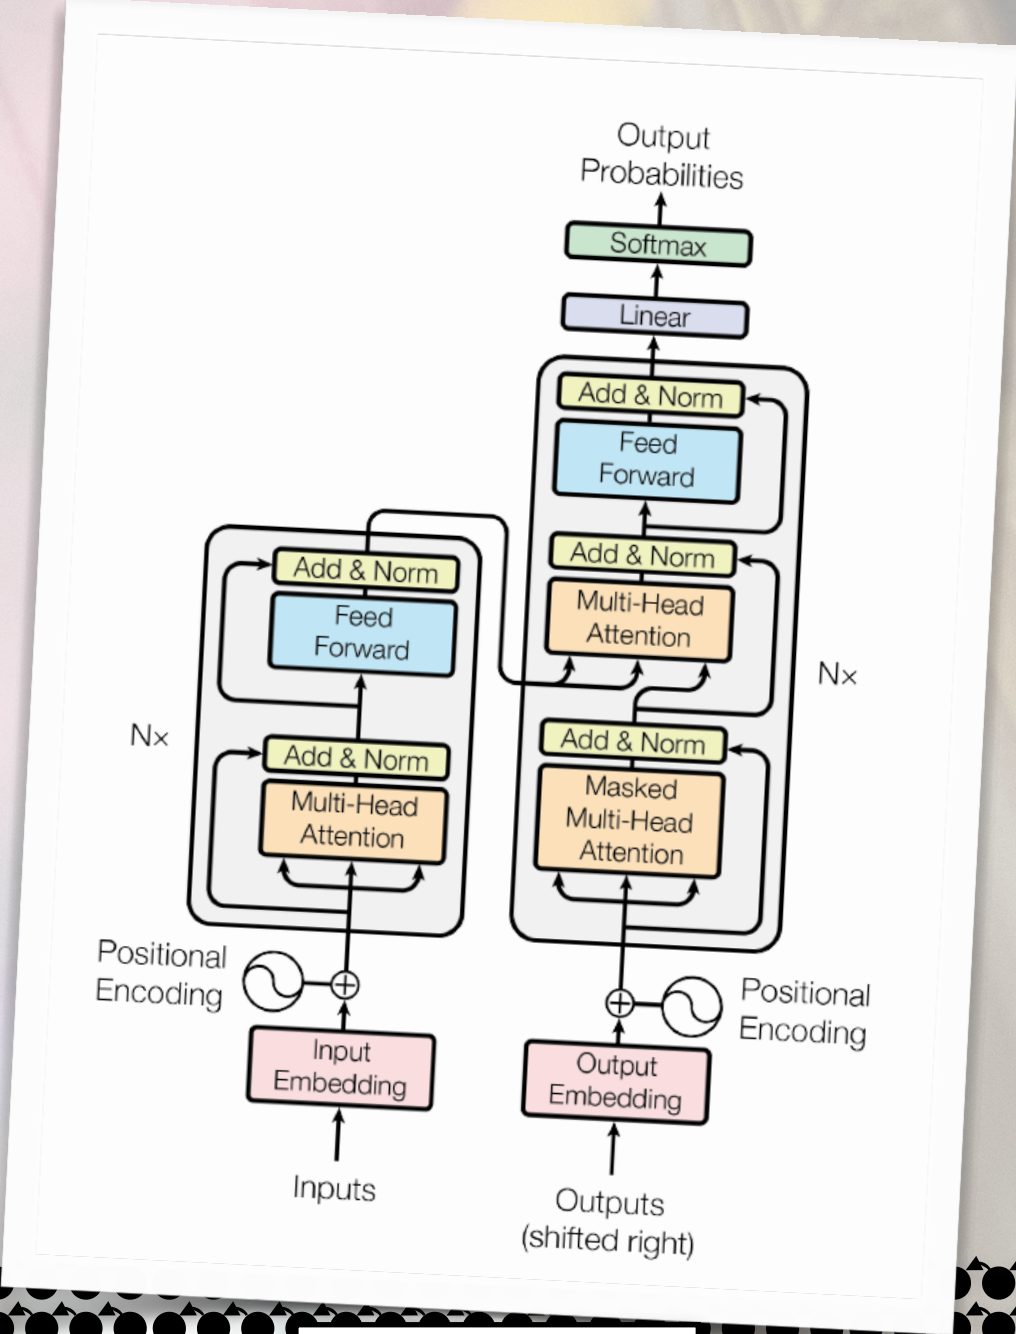 Output
Probabilities
Softmax
Linear
Add & Norm
Feed
Forward
Add & Norm
Multi-Head
Attention
Add & Norm
Masked
Multi-Head
Attention
Nx
Add & Norm
Feed
Forward
Add & Norm
Multi-Head
Attention
Nx
Positional
Encoding
Positional
Encoding
Input
Embedding
Output
Embedding
Inputs
Outputs
(shifted right)